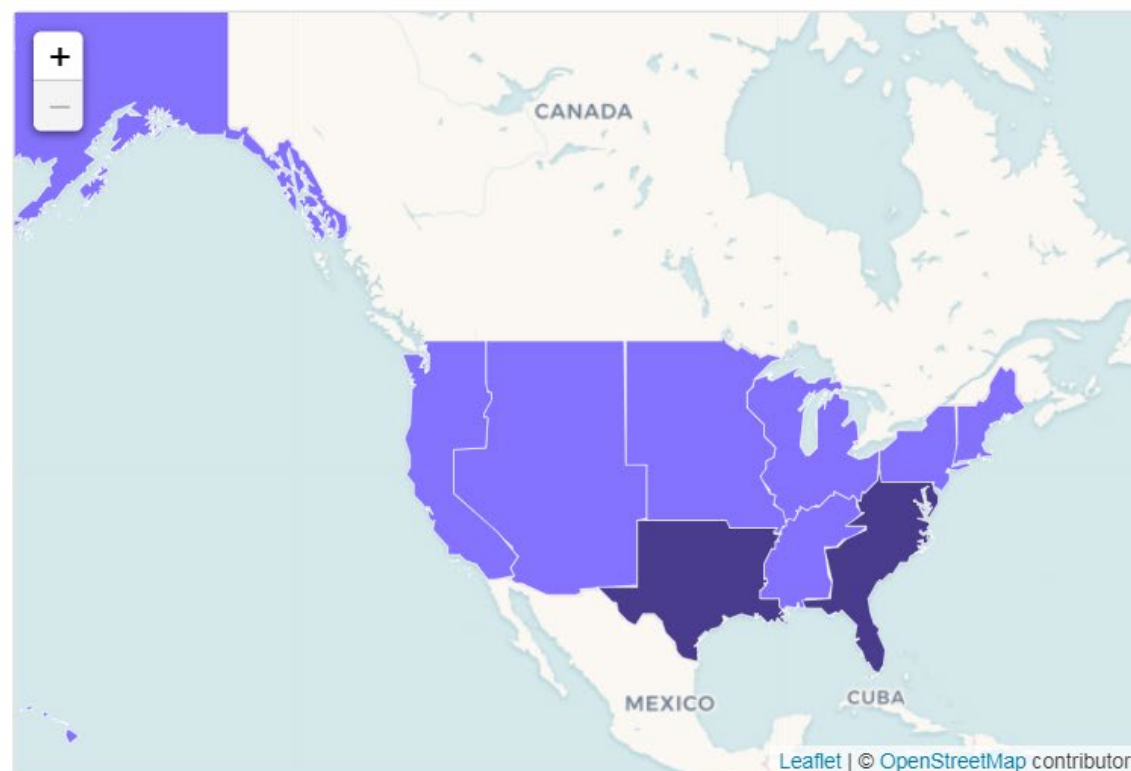 +
−
CANADA
MEXICO
CUBA
Leaflet | © OpenStreetMap contributor